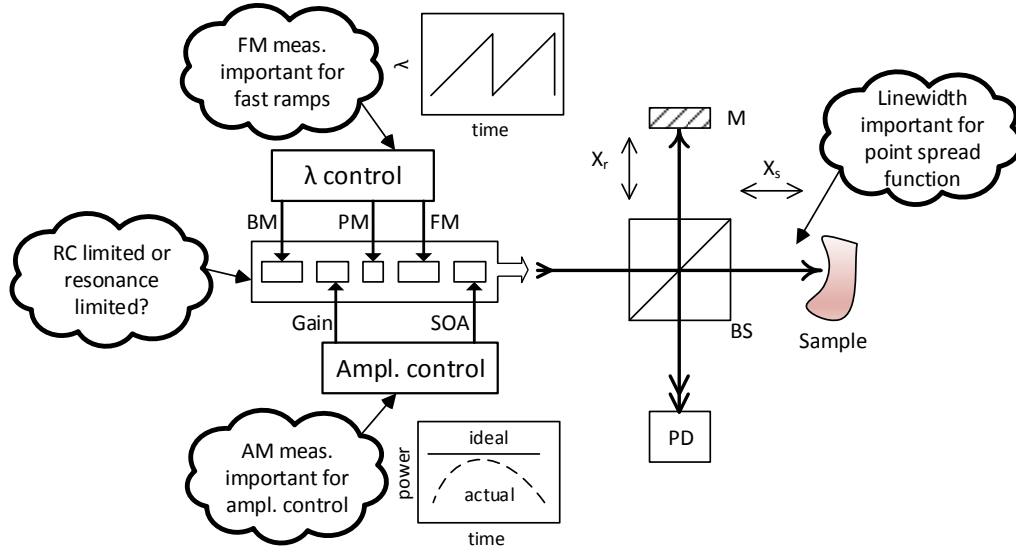 FM meas.
important for
fast ramps
λ
time
λ control
BM
PM
FM
RC limited or
resonance
limited?
Gain
SOA
Ampl. control
AM meas.
important for
ampl. control
power
ideal
actual
time
M
Xr
Xs
Linewidth
important for
point spread
function
BS
Sample
PD